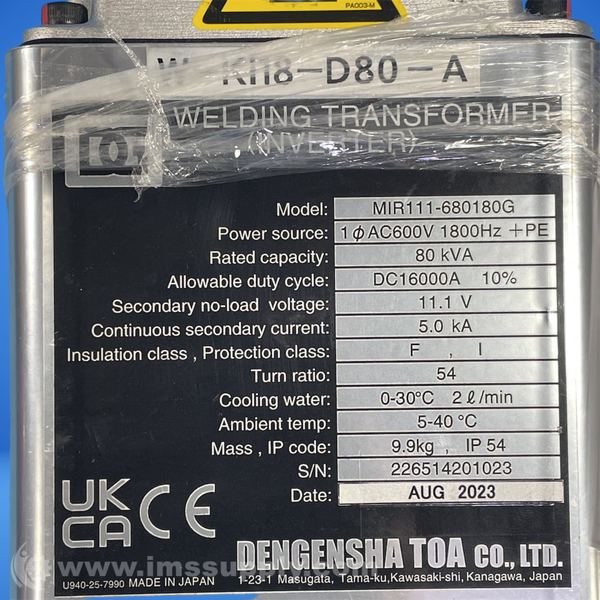 PA003-M
KI18-D80-A
DG
WELDING TRANSFORMER
(INVERTER)
Model: MIR111-680180G
Power source: 1ϕAC600V 1800Hz +PE
Rated capacity: 80 kVA
Allowable duty cycle: DC16000A 10%
Secondary no-load voltage: 11.1 V
Continuous secondary current: 5.0 kA
Insulation class , Protection class: F , I
Turn ratio: 54
Cooling water: 0-30℃ 2ℓ/min
Ambient temp: 5-40℃
Mass , IP code: 9.9kg , IP 54
S/N: 226514201023
Date: AUG 2023
UK
CA CE
DENGENSHA TOA CO., LTD.
1-23-1 Masugata, Tama-ku,Kawasaki-shi, Kanagawa, Japan
U940-25-7990 MADE IN JAPAN
www.imssupply.com